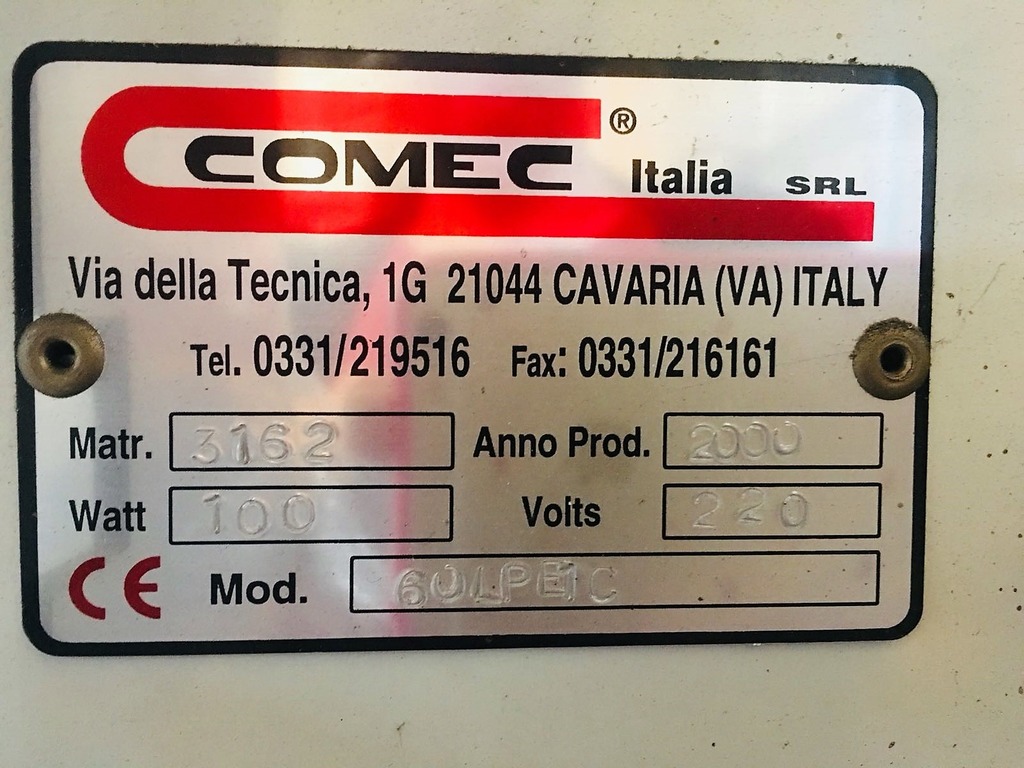 COMEC® Italia SRL
Via della Tecnica, 1G 21044 CAVARIA (VA) ITALY
Tel. 0331/219516 Fax: 0331/216161
Matr. 3162 Anno Prod. 2000
Watt 100 Volts 220
CE Mod. 60LPE1C